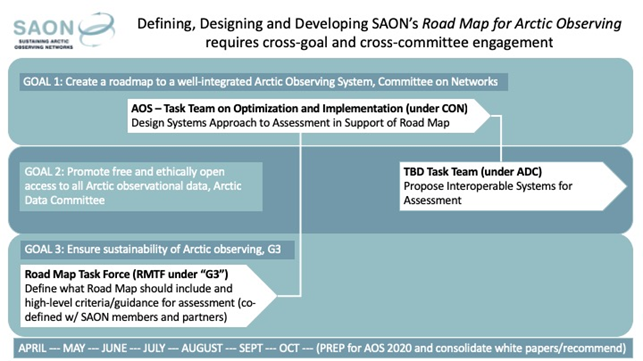 SAON
SUSTAINING ARCTIC
OBSERVING NETWORKS
Defining, Designing and Developing SAON's Road Map for Arctic Observing
requires cross-goal and cross-committee engagement
GOAL 1: Create a roadmap to a well-integrated Arctic Observing System, Committee on Networks
AOS – Task Team on Optimization and Implementation (under CON)
Design Systems Approach to Assessment in Support of Road Map
GOAL 2: Promote free and ethically open
access to all Arctic observational data, Arctic
Data Committee
TBD Task Team (under ADC)
Propose Interoperable Systems for
Assessment
GOAL 3: Ensure sustainability of Arctic observing, G3
Road Map Task Force (RMTF under "G3")
Define what Road Map should include and
high-level criteria/guidance for assessment (co-
defined w/ SAON members and partners)
APRIL --- MAY --- JUNE --- JULY --- AUGUST --- SEPT --- OCT --- (PREP for AOS 2020 and consolidate white papers/recommend)